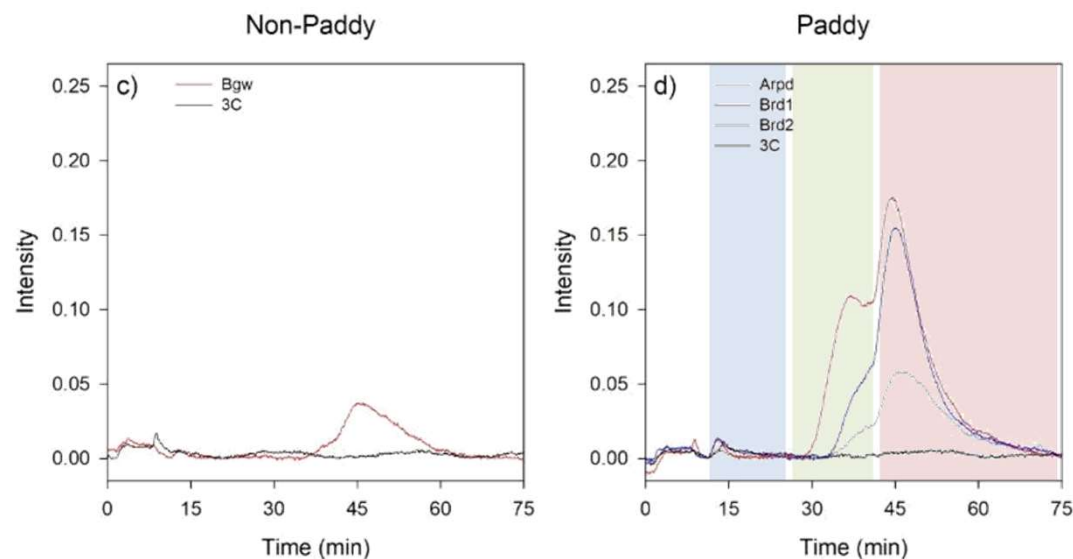 Non-Paddy
Paddy
c)
Bgw
3C
0.25
0.20
0.15
0.10
0.05
0.00
Intensity
0
15
30
45
60
75
Time (min)
d)
Arpd
Brd1
Brd2
3C
0.25
0.20
0.15
0.10
0.05
0.00
Intensity
0
15
30
45
60
75
Time (min)